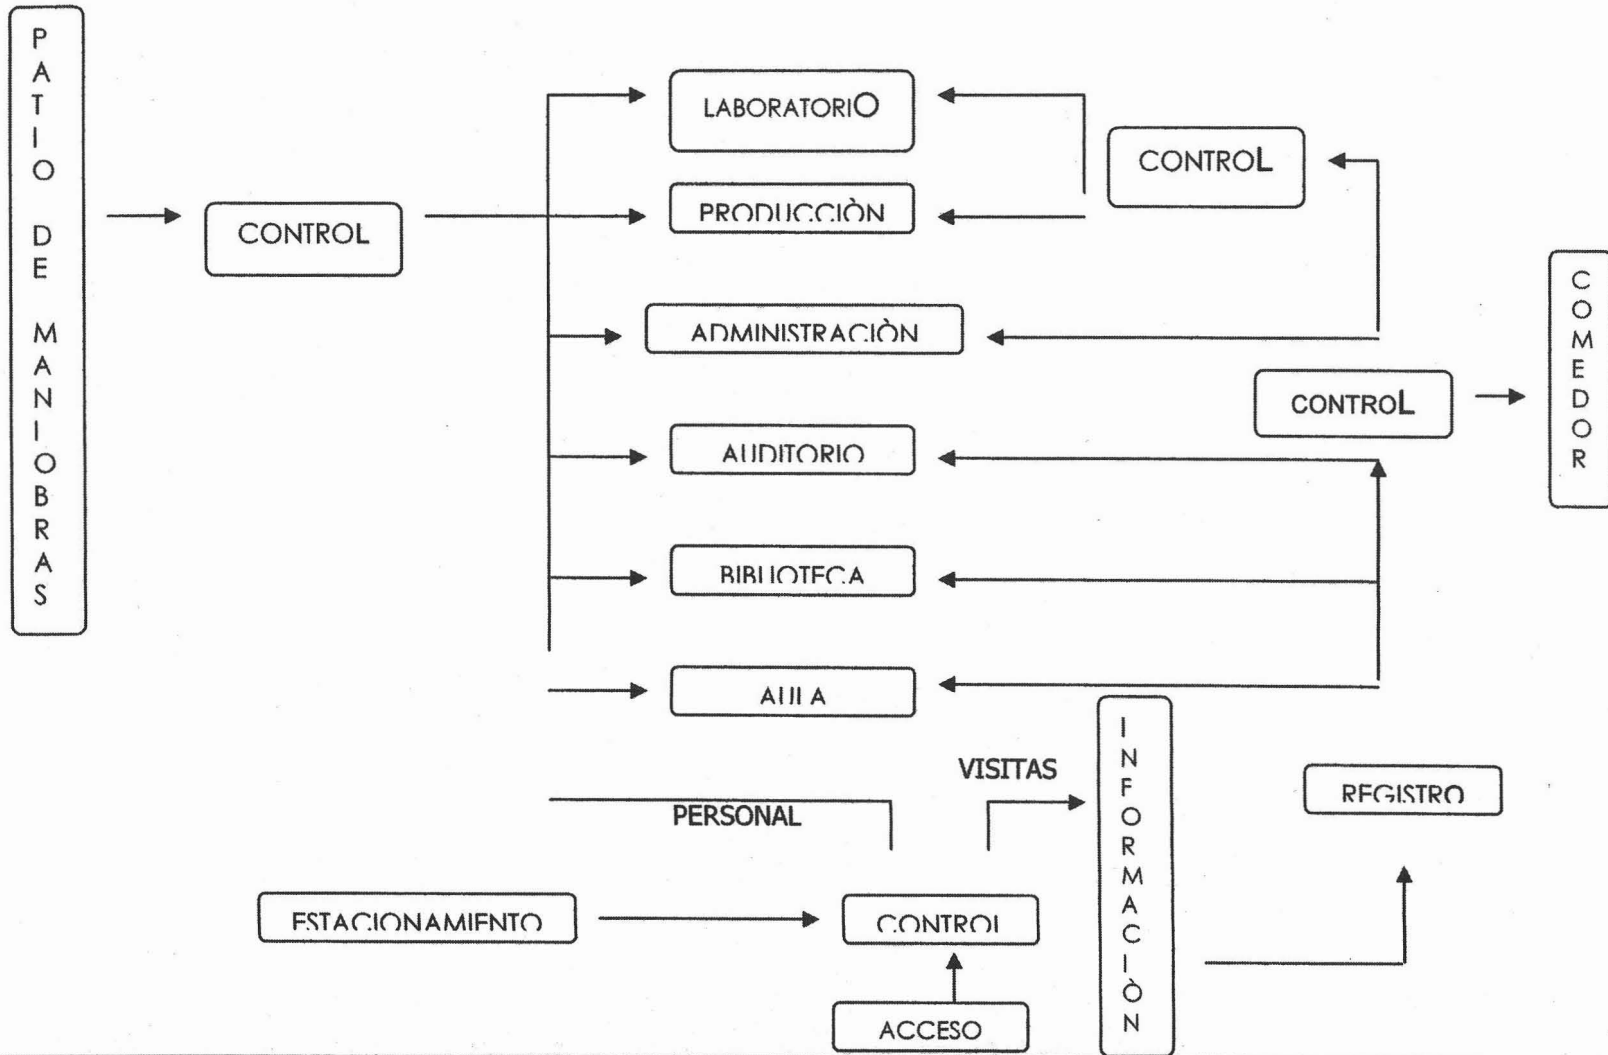 PATIO DE MANIOBRAS
LABORATORIO
CONTROL
PRODUCCIÒN
CONTROL
ADMINISTRACIÒN
COMEDOR
CONTROL
AUDITORIO
BIBLIOTECA
AULA
INFORMACIÒN
VISITAS
REGISTRO
PERSONAL
ESTACIONAMIENTO
CONTROL
ACCESO